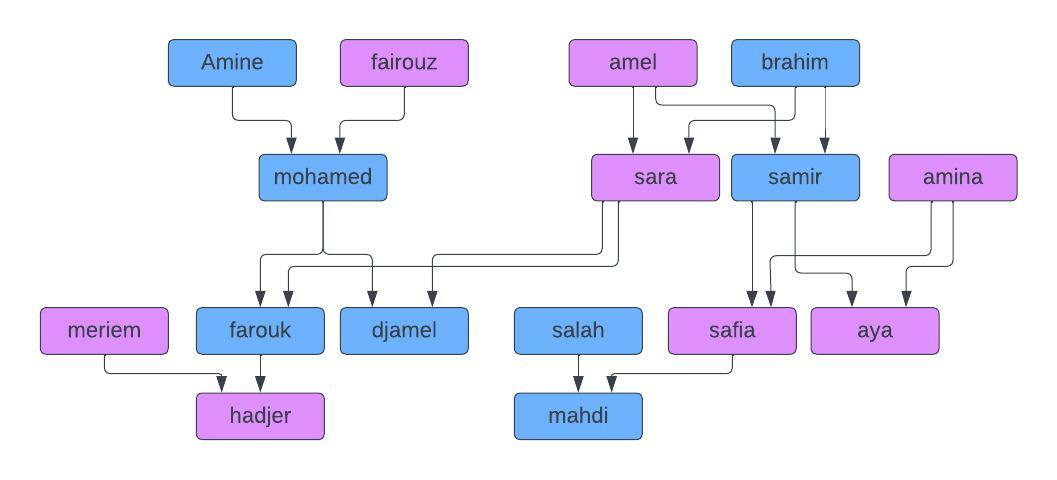 Amine
fairouz
amel
brahim
mohamed
sara
samir
amina
meriem
farouk
djamel
salah
safia
aya
hadjer
mahdi